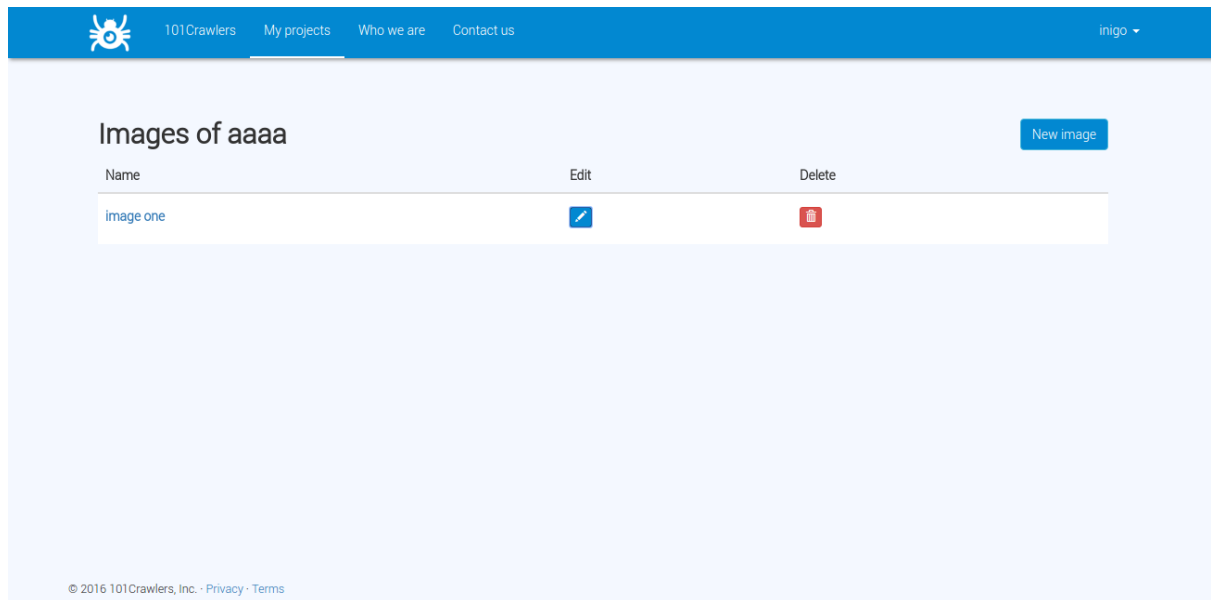 101Crawlers My projects Who we are Contact us inigo
Images of aaaa New image
Name Edit Delete
image one
© 2016 101Crawlers, Inc. · Privacy · Terms